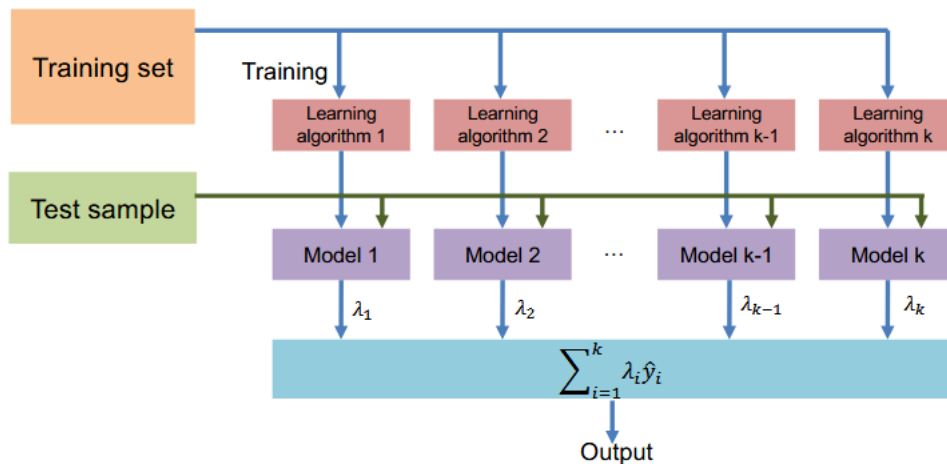 Training set
Training
Learning
algorithm 1
Learning
algorithm 2
...
Learning
algorithm k-1
Learning
algorithm k
Test sample
Model 1
Model 2
...
Model k-1
Model k
λ₁
λ₂
λₖ₋₁
λₖ
∑ᵢ₌₁ᵏ λᵢŷᵢ
Output